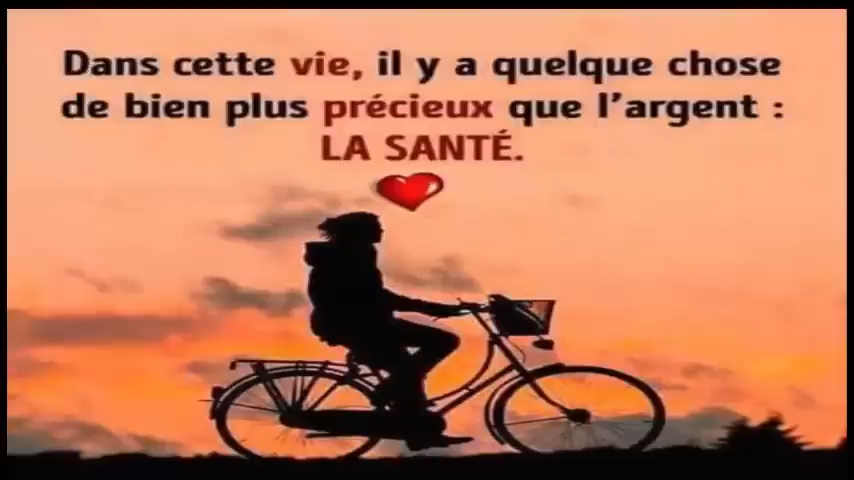 Dans cette vie, il y a quelque chose
de bien plus précieux que l'argent :
LA SANTÉ.